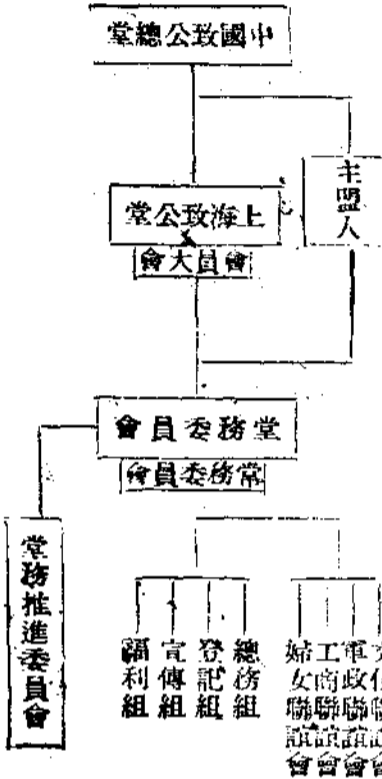 中國致公總堂
主盟人
上海致公堂
會員大會
堂務委員會
常務委員會
軍政聯誼會
工商聯誼會
婦女聯誼會
總務組
登記組
宣傳組
福利組
堂務推進委員會